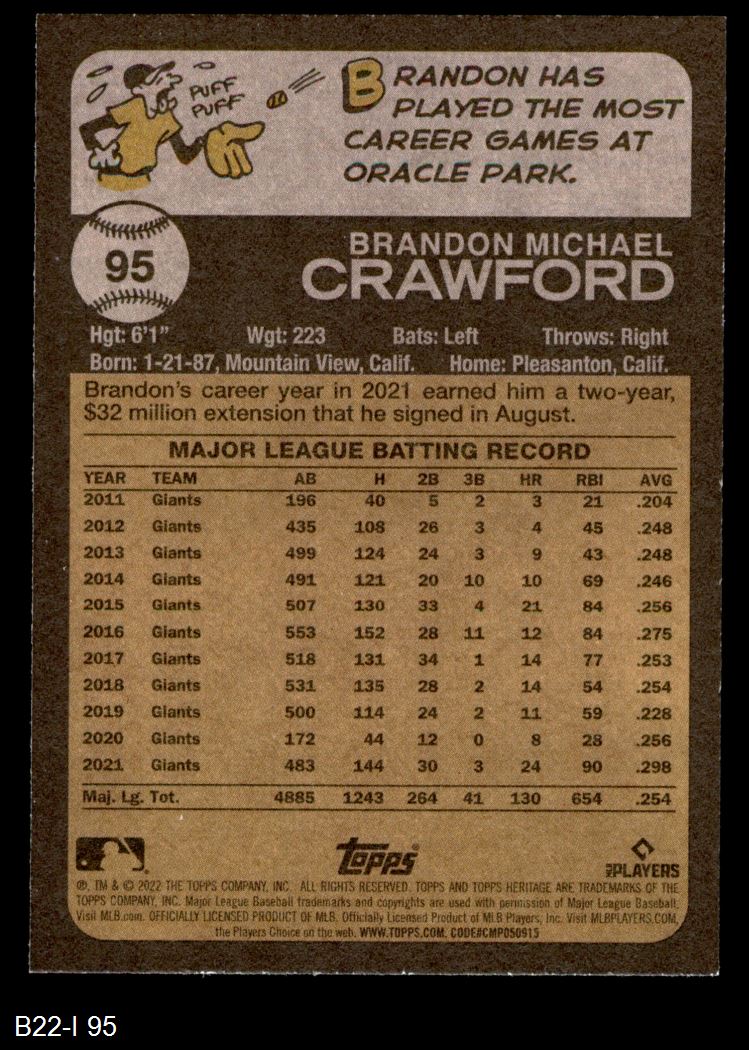 PUFF
PUFF
BRANDON HAS
PLAYED THE MOST
CAREER GAMES AT
ORACLE PARK.
95
BRANDON MICHAEL
CRAWFORD
Hgt: 6'1" Wgt: 223 Bats: Left Throws: Right
Born: 1-21-87, Mountain View, Calif. Home: Pleasanton, Calif.
Brandon's career year in 2021 earned him a two-year,
$32 million extension that he signed in August.
MAJOR LEAGUE BATTING RECORD
YEAR TEAM AB H 2B 3B HR RBI AVG
2011 Giants 196 40 5 2 3 21 .204
2012 Giants 435 108 26 3 4 45 .248
2013 Giants 499 124 24 3 9 43 .248
2014 Giants 491 121 20 10 10 69 .246
2015 Giants 507 130 33 4 21 84 .256
2016 Giants 553 152 28 11 12 84 .275
2017 Giants 518 131 34 1 14 77 .253
2018 Giants 531 135 28 2 14 54 .254
2019 Giants 500 114 24 2 11 59 .228
2020 Giants 172 44 12 0 8 28 .256
2021 Giants 483 144 30 3 24 90 .298
Maj. Lg. Tot. 4885 1243 264 41 130 654 .254
Topps
MLB PLAYERS
®, TM & © 2022 THE TOPPS COMPANY, INC. ALL RIGHTS RESERVED. TOPPS AND TOPPS HERITAGE ARE TRADEMARKS OF THE
TOPPS COMPANY, INC. Major League Baseball trademarks and copyrights are used with permission of Major League Baseball.
Visit MLB.com. OFFICIALLY LICENSED PRODUCT OF MLB. Officially Licensed Product of MLB Players, Inc. Visit MLBPLAYERS.COM,
the Players Choice on the web. WWW.TOPPS.COM. CODE#CMP050915
B22-I 95